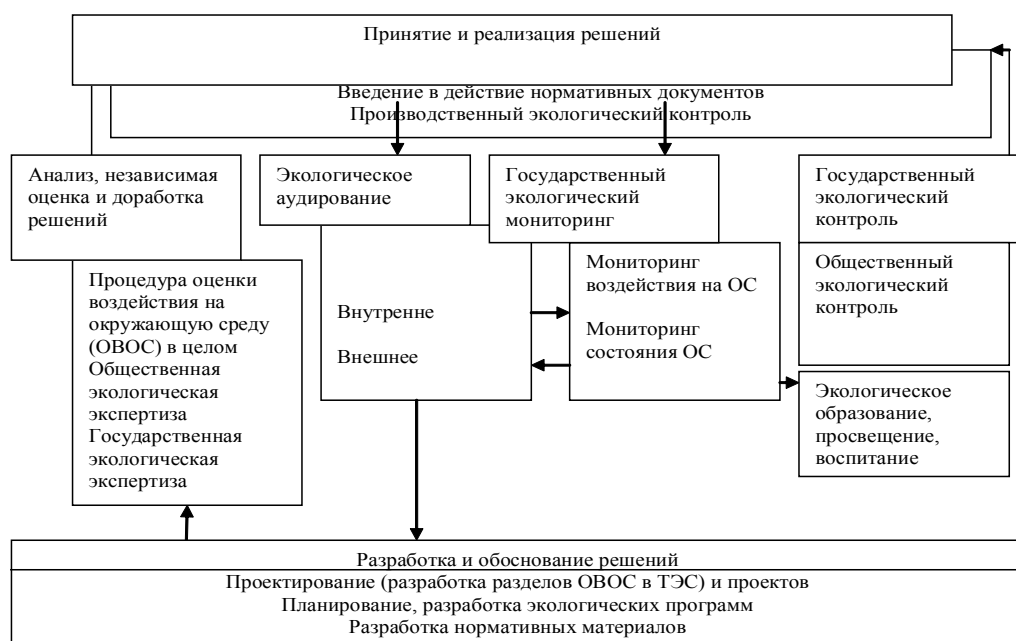 Принятие и реализация решений
Введение в действие нормативных документов
Производственный экологический контроль
Анализ, независимая
оценка и доработка
решений
Экологическое
аудирование
Государственный
экологический
мониторинг
Государственный
экологический
контроль
Процедура оценки
воздействия на
окружающую среду
(ОВОС) в целом
Общественная
экологическая
экспертиза
Государственная
экологическая
экспертиза
Внутренне
Внешнее
Мониторинг
воздействия на ОС
Мониторинг
состояния ОС
Общественный
экологический
контроль
Экологическое
образование,
просвещение,
воспитание
Разработка и обоснование решений
Проектирование (разработка разделов ОВОС в ТЭС) и проектов
Планирование, разработка экологических программ
Разработка нормативных материалов